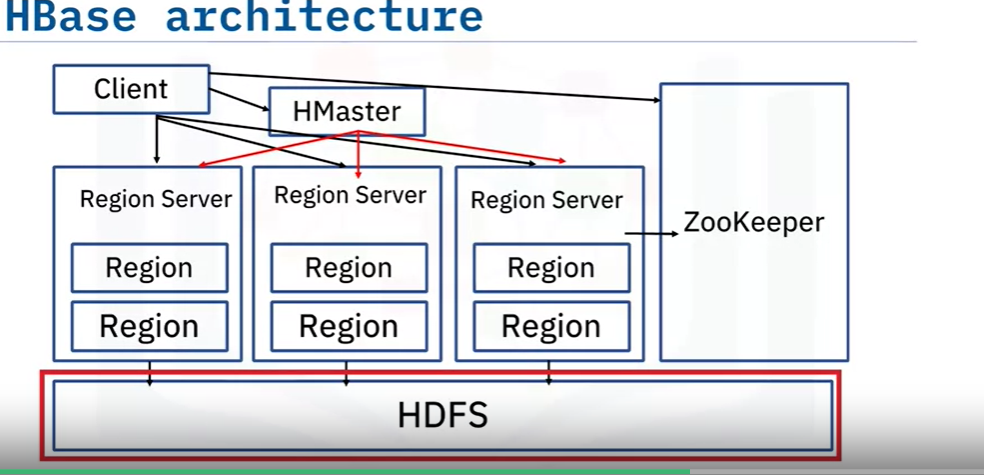 HBase architecture
Client
HMaster
Region Server
Region Server
Region Server
ZooKeeper
Region
Region
Region
Region
Region
Region
HDFS